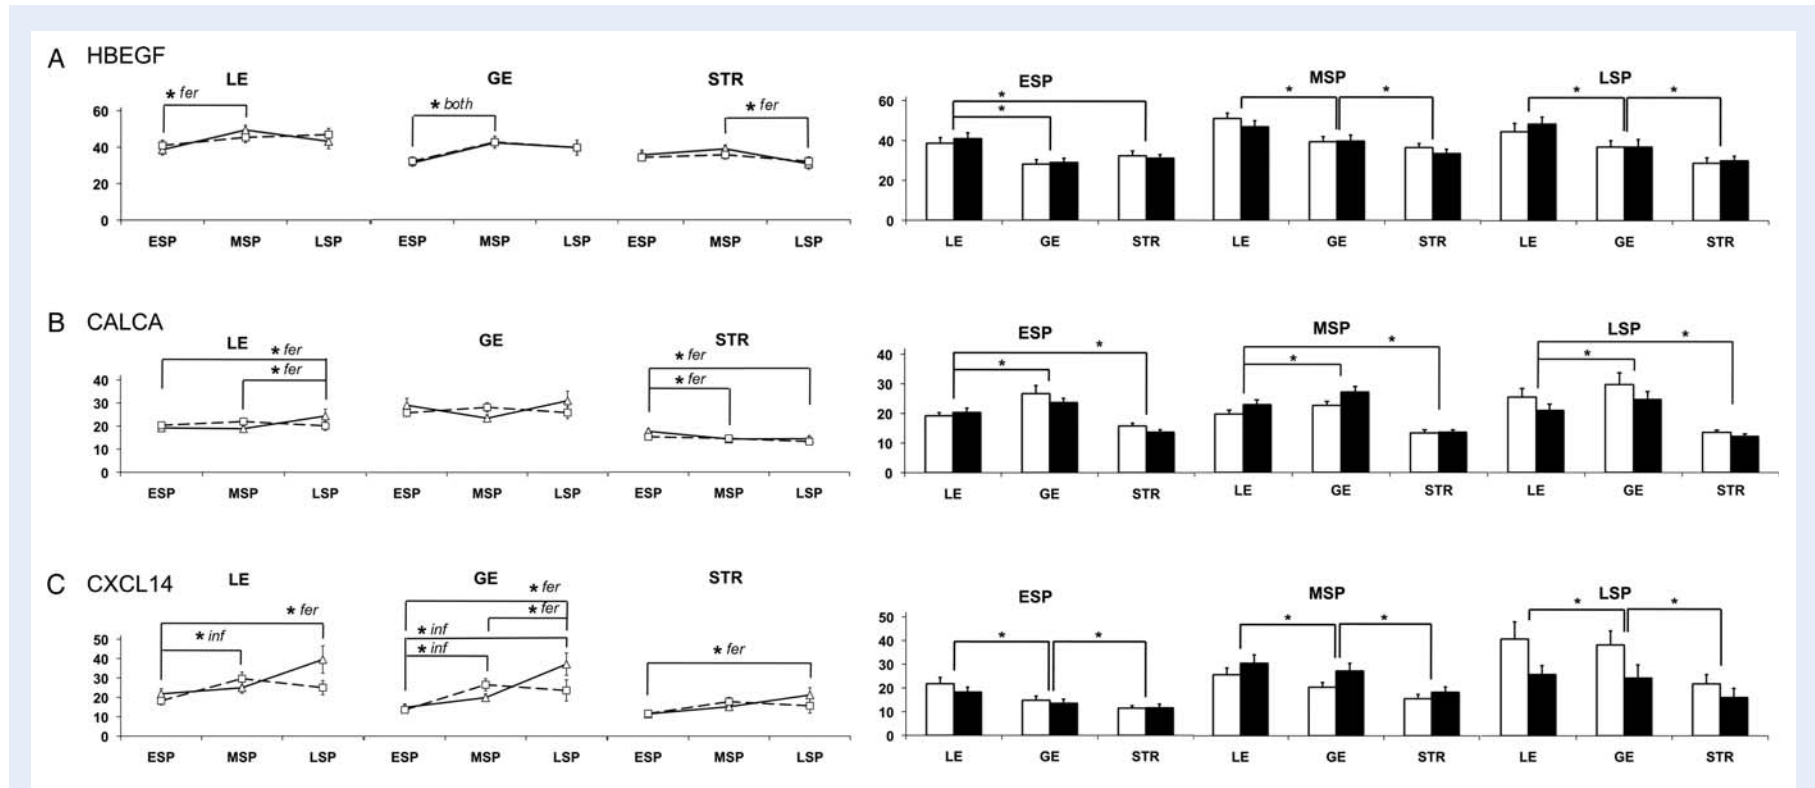 A HBEGF
LE GE STR ESP MSP LSP
* fer * both * fer * * * * * *
60 60
40 40
20 20
0 0
ESP MSP LSP ESP MSP LSP ESP MSP LSP LE GE STR LE GE STR LE GE STR
B CALCA
LE GE STR ESP MSP LSP
* fer * fer * * *
* fer * fer * * *
40 40
30 30
20 20
10 10
0 0
ESP MSP LSP ESP MSP LSP ESP MSP LSP LE GE STR LE GE STR LE GE STR
C CXCL14
LE GE STR ESP MSP LSP
* fer * fer
* inf * fer * fer
* inf * * * * * *
* inf
50 50
40 40
30 30
20 20
10 10
0 0
ESP MSP LSP ESP MSP LSP ESP MSP LSP LE GE STR LE GE STR LE GE STR